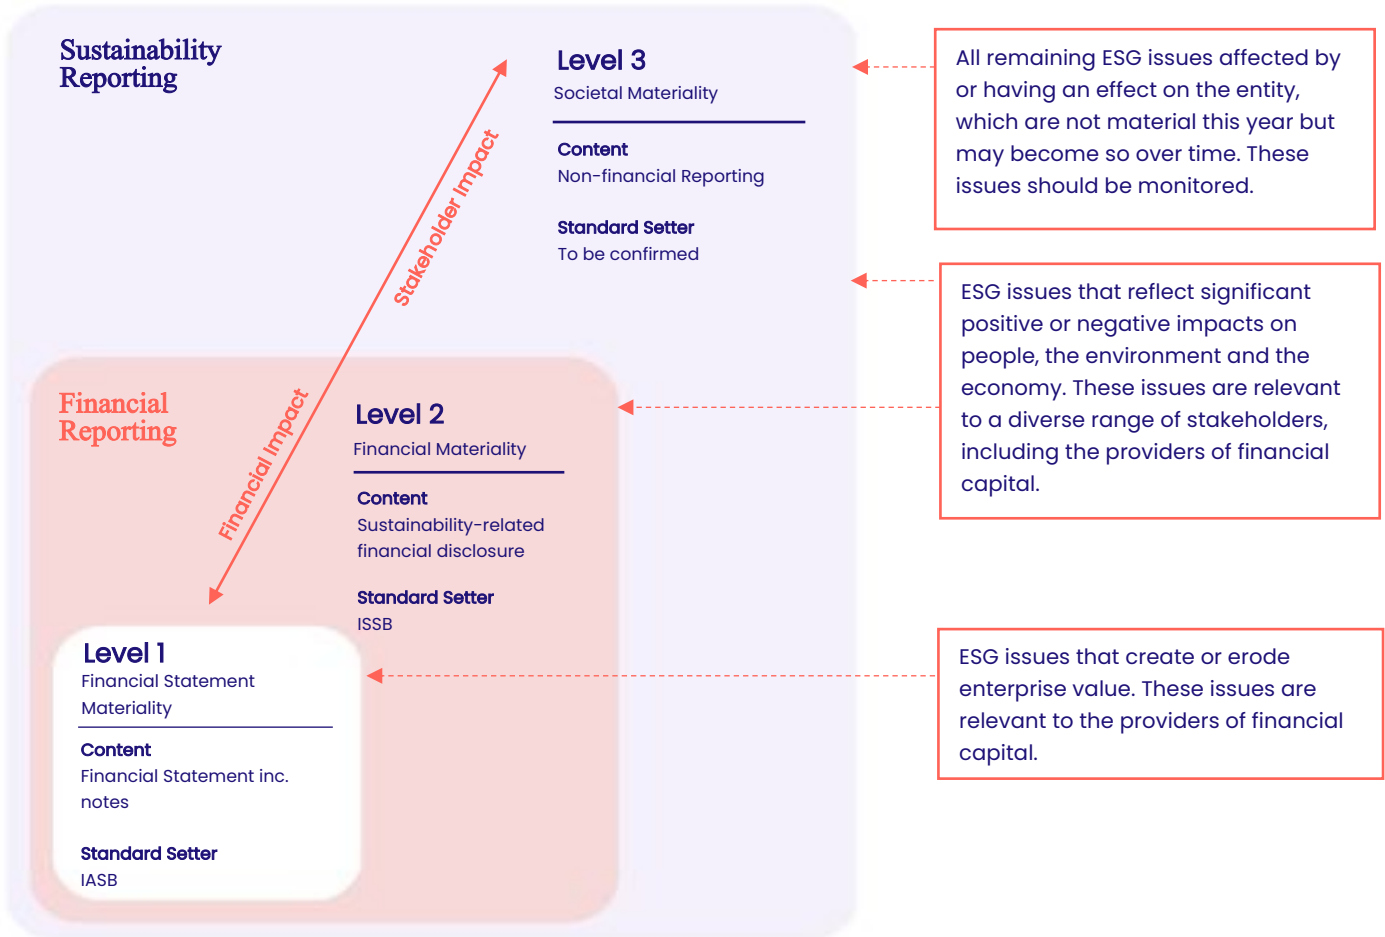 Sustainability
Reporting
Level 3
Societal Materiality
Content
Non-financial Reporting
Standard Setter
To be confirmed
Stakeholder Impact
Financial Impact
Financial
Reporting
Level 2
Financial Materiality
Content
Sustainability-related
financial disclosure
Standard Setter
ISSB
Level 1
Financial Statement
Materiality
Content
Financial Statement inc.
notes
Standard Setter
IASB
All remaining ESG issues affected by
or having an effect on the entity,
which are not material this year but
may become so over time. These
issues should be monitored.
ESG issues that reflect significant
positive or negative impacts on
people, the environment and the
economy. These issues are relevant
to a diverse range of stakeholders,
including the providers of financial
capital.
ESG issues that create or erode
enterprise value. These issues are
relevant to the providers of financial
capital.